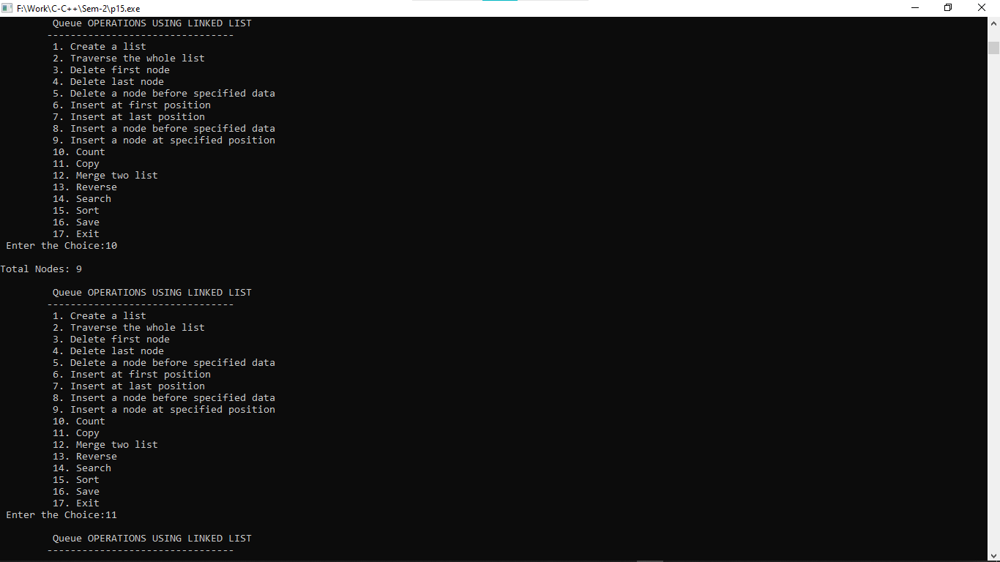 F:\Work\C-C++\Sem-2\p15.exe
Queue OPERATIONS USING LINKED LIST
--------------------------------
1. Create a list
2. Traverse the whole list
3. Delete first node
4. Delete last node
5. Delete a node before specified data
6. Insert at first position
7. Insert at last position
8. Insert a node before specified data
9. Insert a node at specified position
10. Count
11. Copy
12. Merge two list
13. Reverse
14. Search
15. Sort
16. Save
17. Exit
Enter the Choice:10
Total Nodes: 9
Queue OPERATIONS USING LINKED LIST
--------------------------------
1. Create a list
2. Traverse the whole list
3. Delete first node
4. Delete last node
5. Delete a node before specified data
6. Insert at first position
7. Insert at last position
8. Insert a node before specified data
9. Insert a node at specified position
10. Count
11. Copy
12. Merge two list
13. Reverse
14. Search
15. Sort
16. Save
17. Exit
Enter the Choice:11
Queue OPERATIONS USING LINKED LIST
--------------------------------